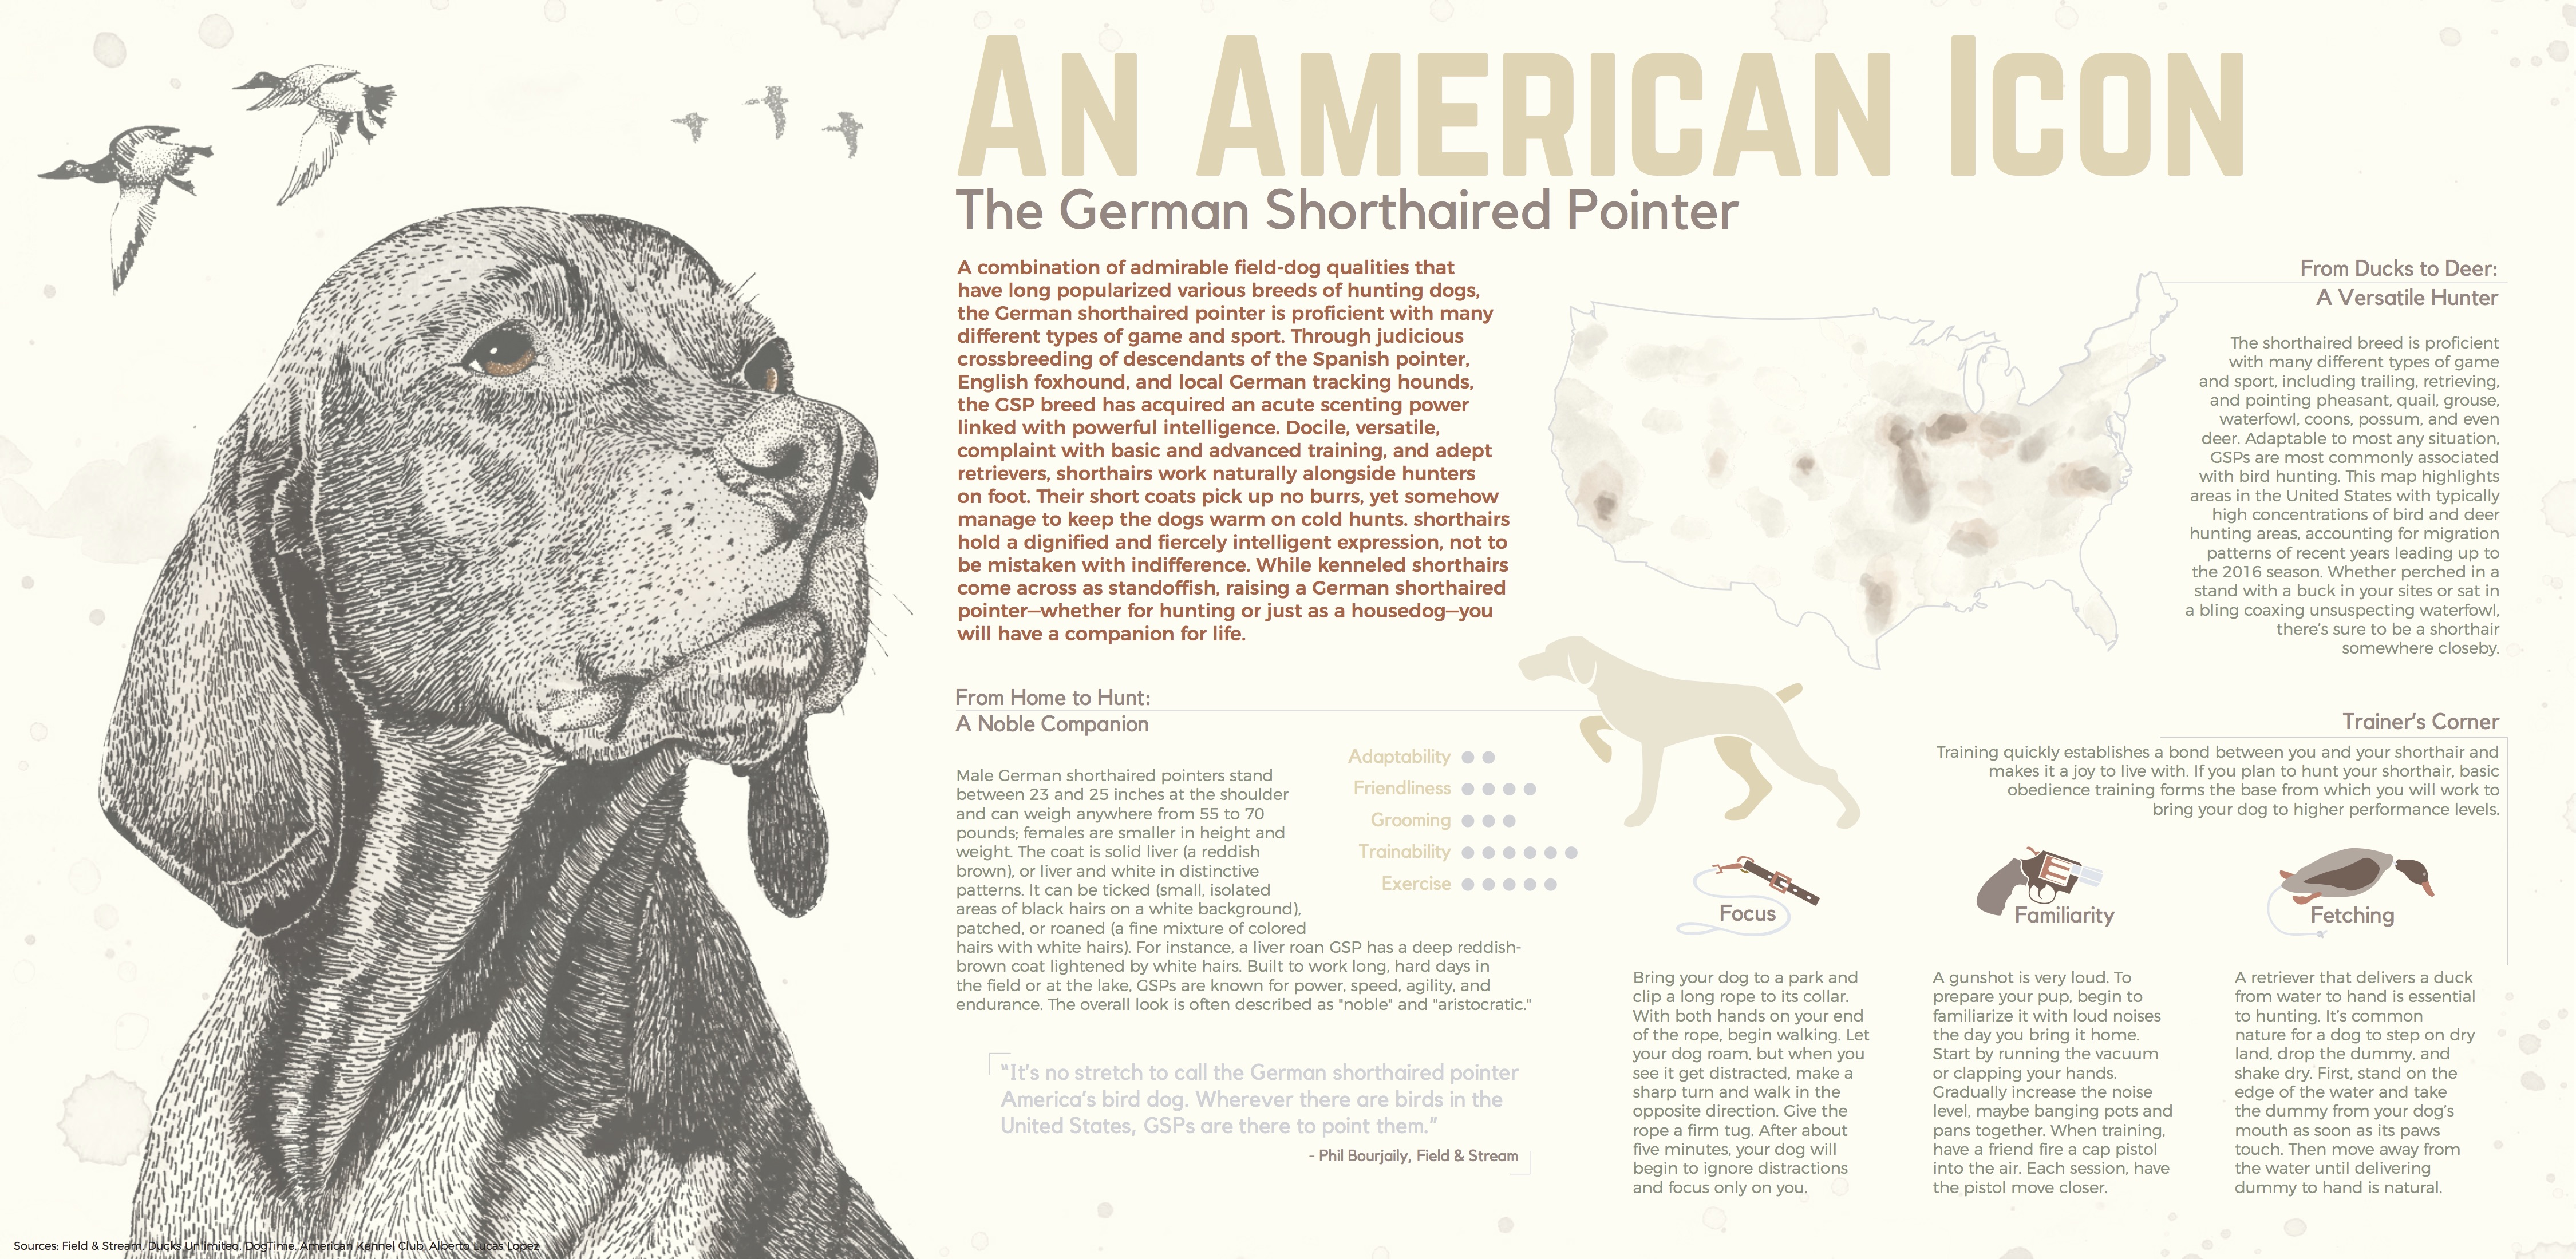 An American Icon
The German Shorthaired Pointer
A combination of admirable field-dog qualities that
have long popularized various breeds of hunting dogs,
the German shorthaired pointer is proficient with many
different types of game and sport. Through judicious
crossbreeding of descendants of the Spanish pointer,
English foxhound, and local German tracking hounds,
the GSP breed has acquired an acute scenting power
linked with powerful intelligence. Docile, versatile,
complaint with basic and advanced training, and adept
retrievers, shorthairs work naturally alongside hunters
on foot. Their short coats pick up no burrs, yet somehow
manage to keep the dogs warm on cold hunts. shorthairs
hold a dignified and fiercely intelligent expression, not to
be mistaken with indifference. While kenneled shorthairs
come across as standoffish, raising a German shorthaired
pointer—whether for hunting or just as a housedog—you
will have a companion for life.
From Ducks to Deer:
A Versatile Hunter
The shorthaired breed is proficient
with many different types of game
and sport, including trailing, retrieving,
and pointing pheasant, quail, grouse,
waterfowl, coons, possum, and even
deer. Adaptable to most any situation,
GSPs are most commonly associated
with bird hunting. This map highlights
areas in the United States with typically
high concentrations of bird and deer
hunting areas, accounting for migration
patterns of recent years leading up to
the 2016 season. Whether perched in a
stand with a buck in your sites or sat in
a bling coaxing unsuspecting waterfowl,
there's sure to be a shorthair
somewhere closeby.
From Home to Hunt:
A Noble Companion
Male German shorthaired pointers stand
between 23 and 25 inches at the shoulder
and can weigh anywhere from 55 to 70
pounds; females are smaller in height and
weight. The coat is solid liver (a reddish
brown), or liver and white in distinctive
patterns. It can be ticked (small, isolated
areas of black hairs on a white background),
patched, or roaned (a fine mixture of colored
hairs with white hairs). For instance, a liver roan GSP has a deep reddish-
brown coat lightened by white hairs. Built to work long, hard days in
the field or at the lake, GSPs are known for power, speed, agility, and
endurance. The overall look is often described as "noble" and "aristocratic."
Adaptability
Friendliness
Grooming
Trainability
Exercise
“It’s no stretch to call the German shorthaired pointer
America’s bird dog. Wherever there are birds in the
United States, GSPs are there to point them.”
- Phil Bourjaily, Field & Stream
Trainer’s Corner
Training quickly establishes a bond between you and your shorthair and
makes it a joy to live with. If you plan to hunt your shorthair, basic
obedience training forms the base from which you will work to
bring your dog to higher performance levels.
Focus
Bring your dog to a park and
clip a long rope to its collar.
With both hands on your end
of the rope, begin walking. Let
your dog roam, but when you
see it get distracted, make a
sharp turn and walk in the
opposite direction. Give the
rope a firm tug. After about
five minutes, your dog will
begin to ignore distractions
and focus only on you.
Familiarity
A gunshot is very loud. To
prepare your pup, begin to
familiarize it with loud noises
the day you bring it home.
Start by running the vacuum
or clapping your hands.
Gradually increase the noise
level, maybe banging pots and
pans together. When training,
have a friend fire a cap pistol
into the air. Each session, have
the pistol move closer.
Fetching
A retriever that delivers a duck
from water to hand is essential
to hunting. It’s common
nature for a dog to step on dry
land, drop the dummy, and
shake dry. First, stand on the
edge of the water and take
the dummy from your dog’s
mouth as soon as its paws
touch. Then move away from
the water until delivering
dummy to hand is natural.
Sources: Field & Stream, Ducks Unlimited, DogTime, American Kennel Club, Alberto Lucas Lopez